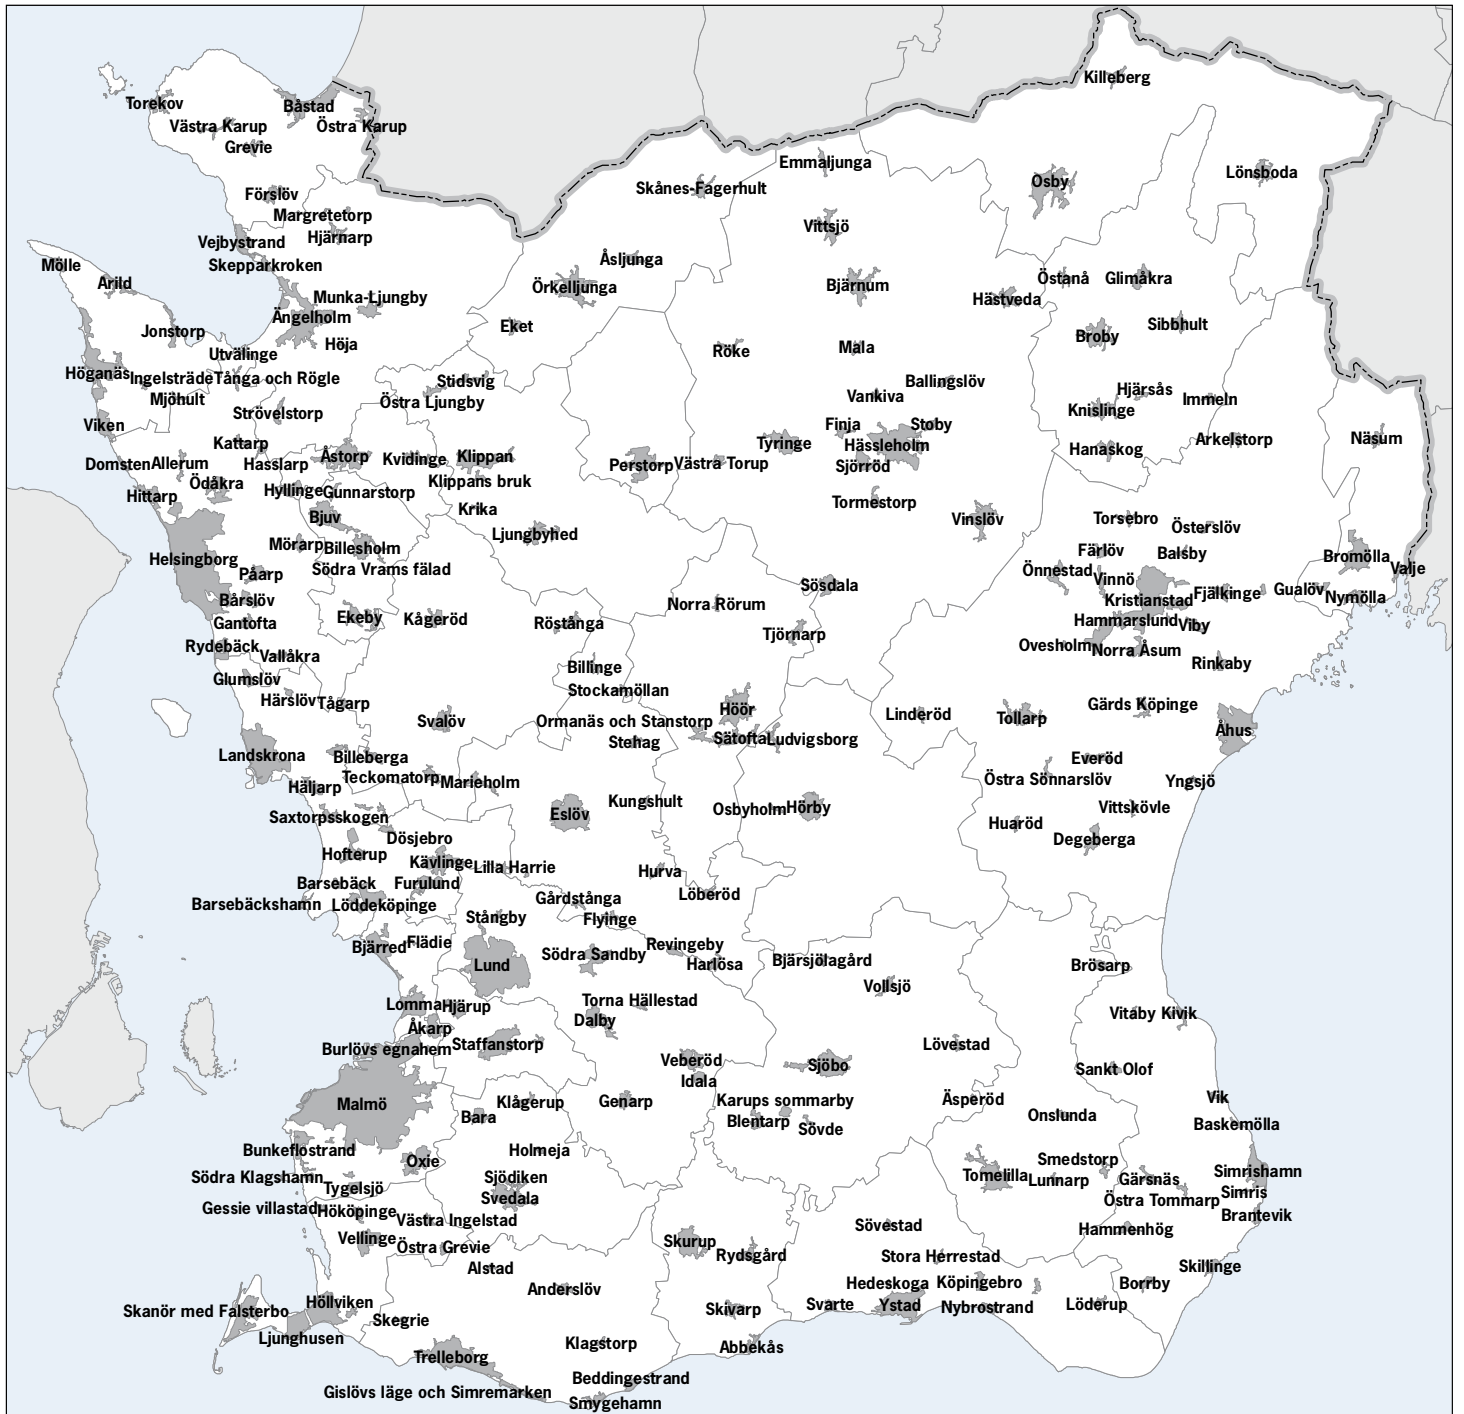 Killeberg
Torekov
Båstad
Västra Karup
Östra Karup
Grevie
Emmaljunga
Lönsboda
Osby
Skånes-Fagerhult
Förslöv
Margretetorp
Vittsjö
Hjärnarp
Vejbystrand
Åsljunga
Mölle
Skepparkroken
Östanå
Glimåkra
Arild
Örkelljunga
Bjärnum
Munka-Ljungby
Hästveda
Ängelholm
Eket
Sibbhult
Jonstorp
Broby
Höja
Röke
Mala
Utvälinge
Höganäs
Ingelsträde
Tånga och Rögle
Stidsvig
Ballingslöv
Hjärsås
Mjöhult
Östra Ljungby
Vankiva
Immeln
Strövelstorp
Knislinge
Viken
Finja
Stoby
Kattarp
Tyringe
Hässleholm
Arkelstorp
Näsum
Hanaskog
Domsten
Allerum
Hasslarp
Åstorp
Kvidinge
Klippan
Perstorp
Västra Torup
Sjörröd
Ödåkra
Klippans bruk
Hittarp
Hyllinge
Gunnarstorp
Tormestorp
Krika
Bjuv
Vinslöv
Torsebro
Österslöv
Ljungbyhed
Mörarp
Billesholm
Färlöv
Balsby
Bromölla
Helsingborg
Södra Vrams fälad
Önnestad
Valje
Påarp
Vinnö
Sösdala
Fjälkinge
Gualöv
Nymölla
Bårslöv
Norra Rörum
Kristianstad
Gantofta
Ekeby
Kågeröd
Röstånga
Hammarslund
Viby
Tjörnarp
Rydebäck
Vallåkra
Ovesholm
Norra Åsum
Billinge
Rinkaby
Glumslöv
Stockamöllan
Härslöv
Tågarp
Höör
Gärds Köpinge
Svalöv
Ormanäs och Stanstorp
Linderöd
Tollarp
Åhus
Stehag
Sätofta
Ludvigsborg
Landskrona
Billeberga
Everöd
Teckomatorp
Marieholm
Östra Sönnarslöv
Yngsjö
Häljarp
Kungshult
Osbyholm
Hörby
Vittskövle
Saxtorpsskogen
Eslöv
Huaröd
Dösjebro
Degeberga
Hofterup
Kävlinge
Lilla Harrie
Hurva
Barsebäck
Furulund
Löberöd
Barsebäckshamn
Löddeköpinge
Gårdstånga
Stångby
Flyinge
Bjärred
Flädie
Revingeby
Södra Sandby
Lund
Harlösa
Bjärsjölagård
Brösarp
Vollsjö
Lomma
Hjärup
Torna Hällestad
Vitaby
Kivik
Dalby
Åkarp
Burlövs egnahem
Staffanstorp
Lövestad
Veberöd
Sjöbo
Sankt Olof
Idala
Malmö
Klågerup
Genarp
Karups sommarby
Äsperöd
Vik
Bara
Blentarp
Sövde
Onslunda
Baskemölla
Bunkeflostrand
Holmeja
Oxie
Smedstorp
Simrishamn
Södra Klagshamn
Sjödiken
Tomelilla
Lunnarp
Gärsnäs
Tygelsjö
Svedala
Östra Tommarp
Simris
Gessie villastad
Hököpinge
Västra Ingelstad
Brantevik
Sövestad
Hammenhög
Vellinge
Östra Grevie
Skurup
Rydsgård
Stora Herrestad
Alstad
Skillinge
Anderslöv
Hedeskoga
Köpingebro
Borrby
Höllviken
Skanör med Falsterbo
Skivarp
Svarte
Ystad
Nybrostrand
Löderup
Skegrie
Ljunghusen
Klagstorp
Abbekås
Trelleborg
Beddingestrand
Gislövs läge och Simremarken
Smygehamn